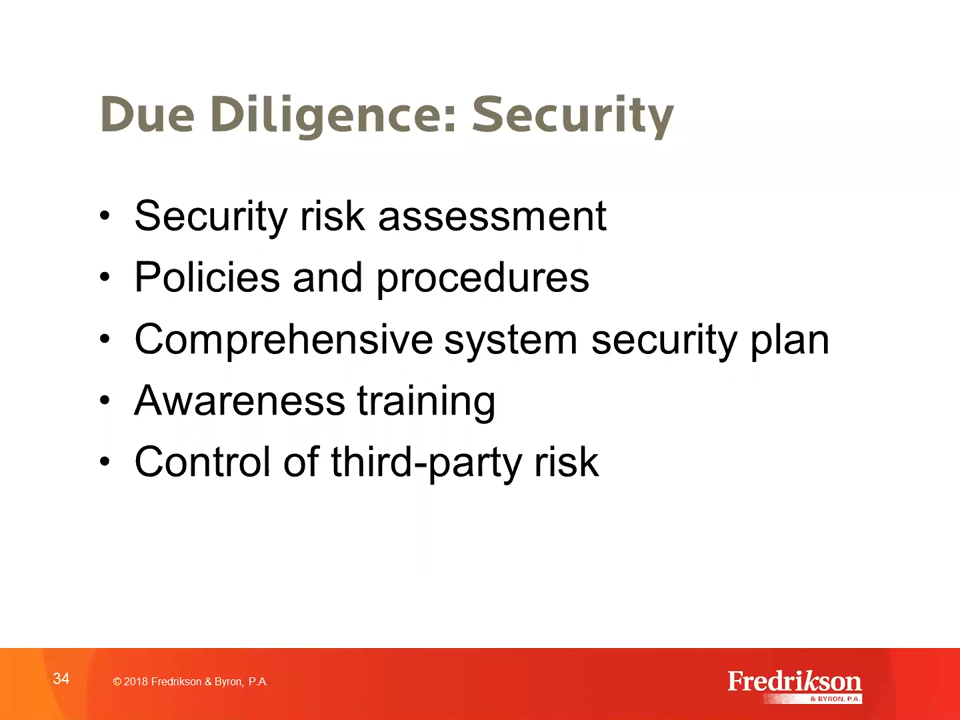 Due Diligence: Security
• Security risk assessment
• Policies and procedures
• Comprehensive system security plan
• Awareness training
• Control of third-party risk
34
© 2018 Fredrikson & Byron, P.A.
Fredrikson
& BYRON, P.A.